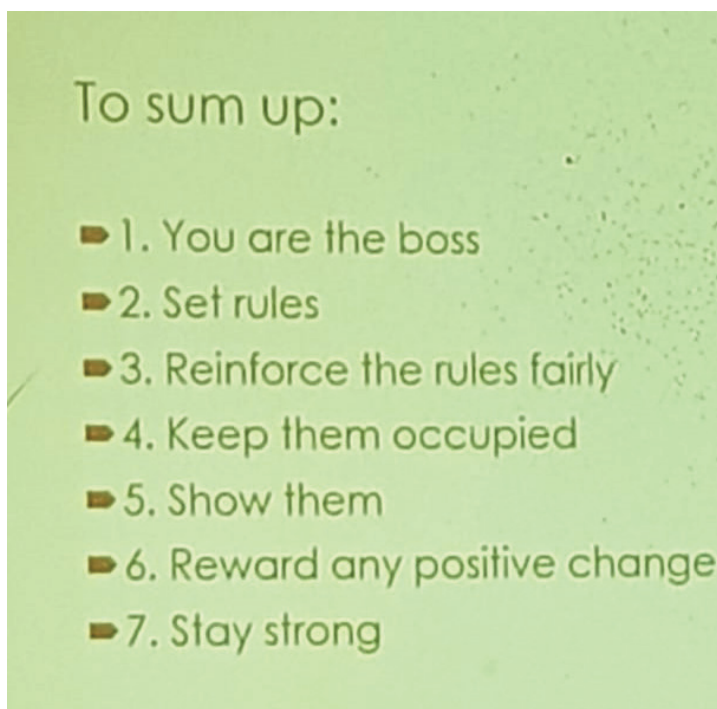 To sum up:
1. You are the boss
2. Set rules
3. Reinforce the rules fairly
4. Keep them occupied
5. Show them
6. Reward any positive change
7. Stay strong